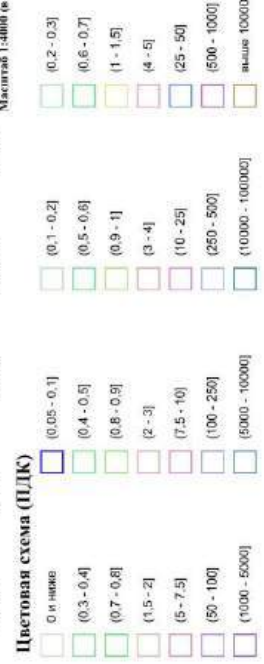 Масштаб 1:4000 (в
Цветовая схема (ПДК)
0 и ниже (0,05 - 0,1] (0,1 - 0,2] (0,2 - 0,3]
(0,3 - 0,4] (0,4 - 0,5] (0,5 - 0,6] (0,6 - 0,7]
(0,7 - 0,8] (0,8 - 0,9] (0,9 - 1] (1 - 1,5]
(1,5 - 2] (2 - 3] (3 - 4] (4 - 5]
(5 - 7,5] (7,5 - 10] (10 - 25] (25 - 50]
(50 - 100] (100 - 250] (250 - 500] (500 - 1000]
(1000 - 5000] (5000 - 10000] (10000 - 100000] выше 10000